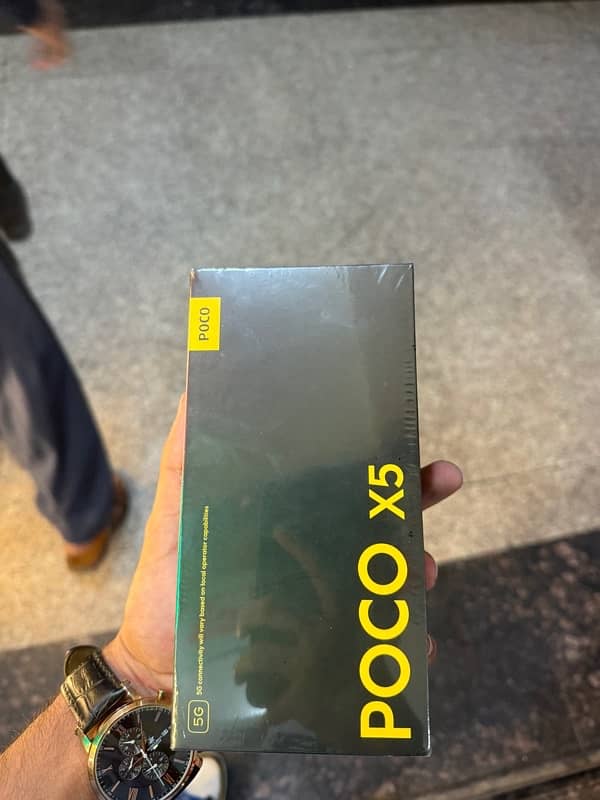 POCO
POCO X5
5G
5G connectivity will vary based on local operator capabilities